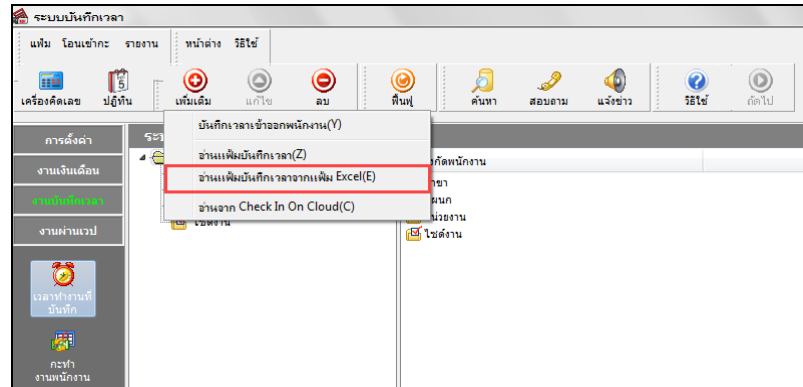 ระบบบันทึกเวลา
แฟ้ม โอนเข้ากะ รายงาน หน้าต่าง วิธีใช้
เครื่องคิดเลข ปฏิทิน เพิ่มเติม แก้ไข ลบ ฟื้นฟู ค้นหา สอบถาม แจ้งข่าว วิธีใช้ ถัดไป
บันทึกเวลาเข้าออกพนักงาน(Y)
อ่านแฟ้มบันทึกเวลา(Z)
อ่านแฟ้มบันทึกเวลาจากแฟ้ม Excel(E)
อ่านจาก Check In On Cloud(C)
การตั้งค่า
งานเงินเดือน
งานบันทึกเวลา
งานผ่านเวป
เวลาทำงานที่
บันทึก
กะทำ
งานพนักงาน
ไซด์งาน
ไซด์งาน